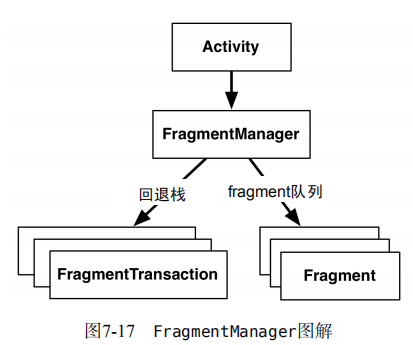 Activity
FragmentManager
回退栈
fragment队列
FragmentTransaction
Fragment
图7-17 FragmentManager图解